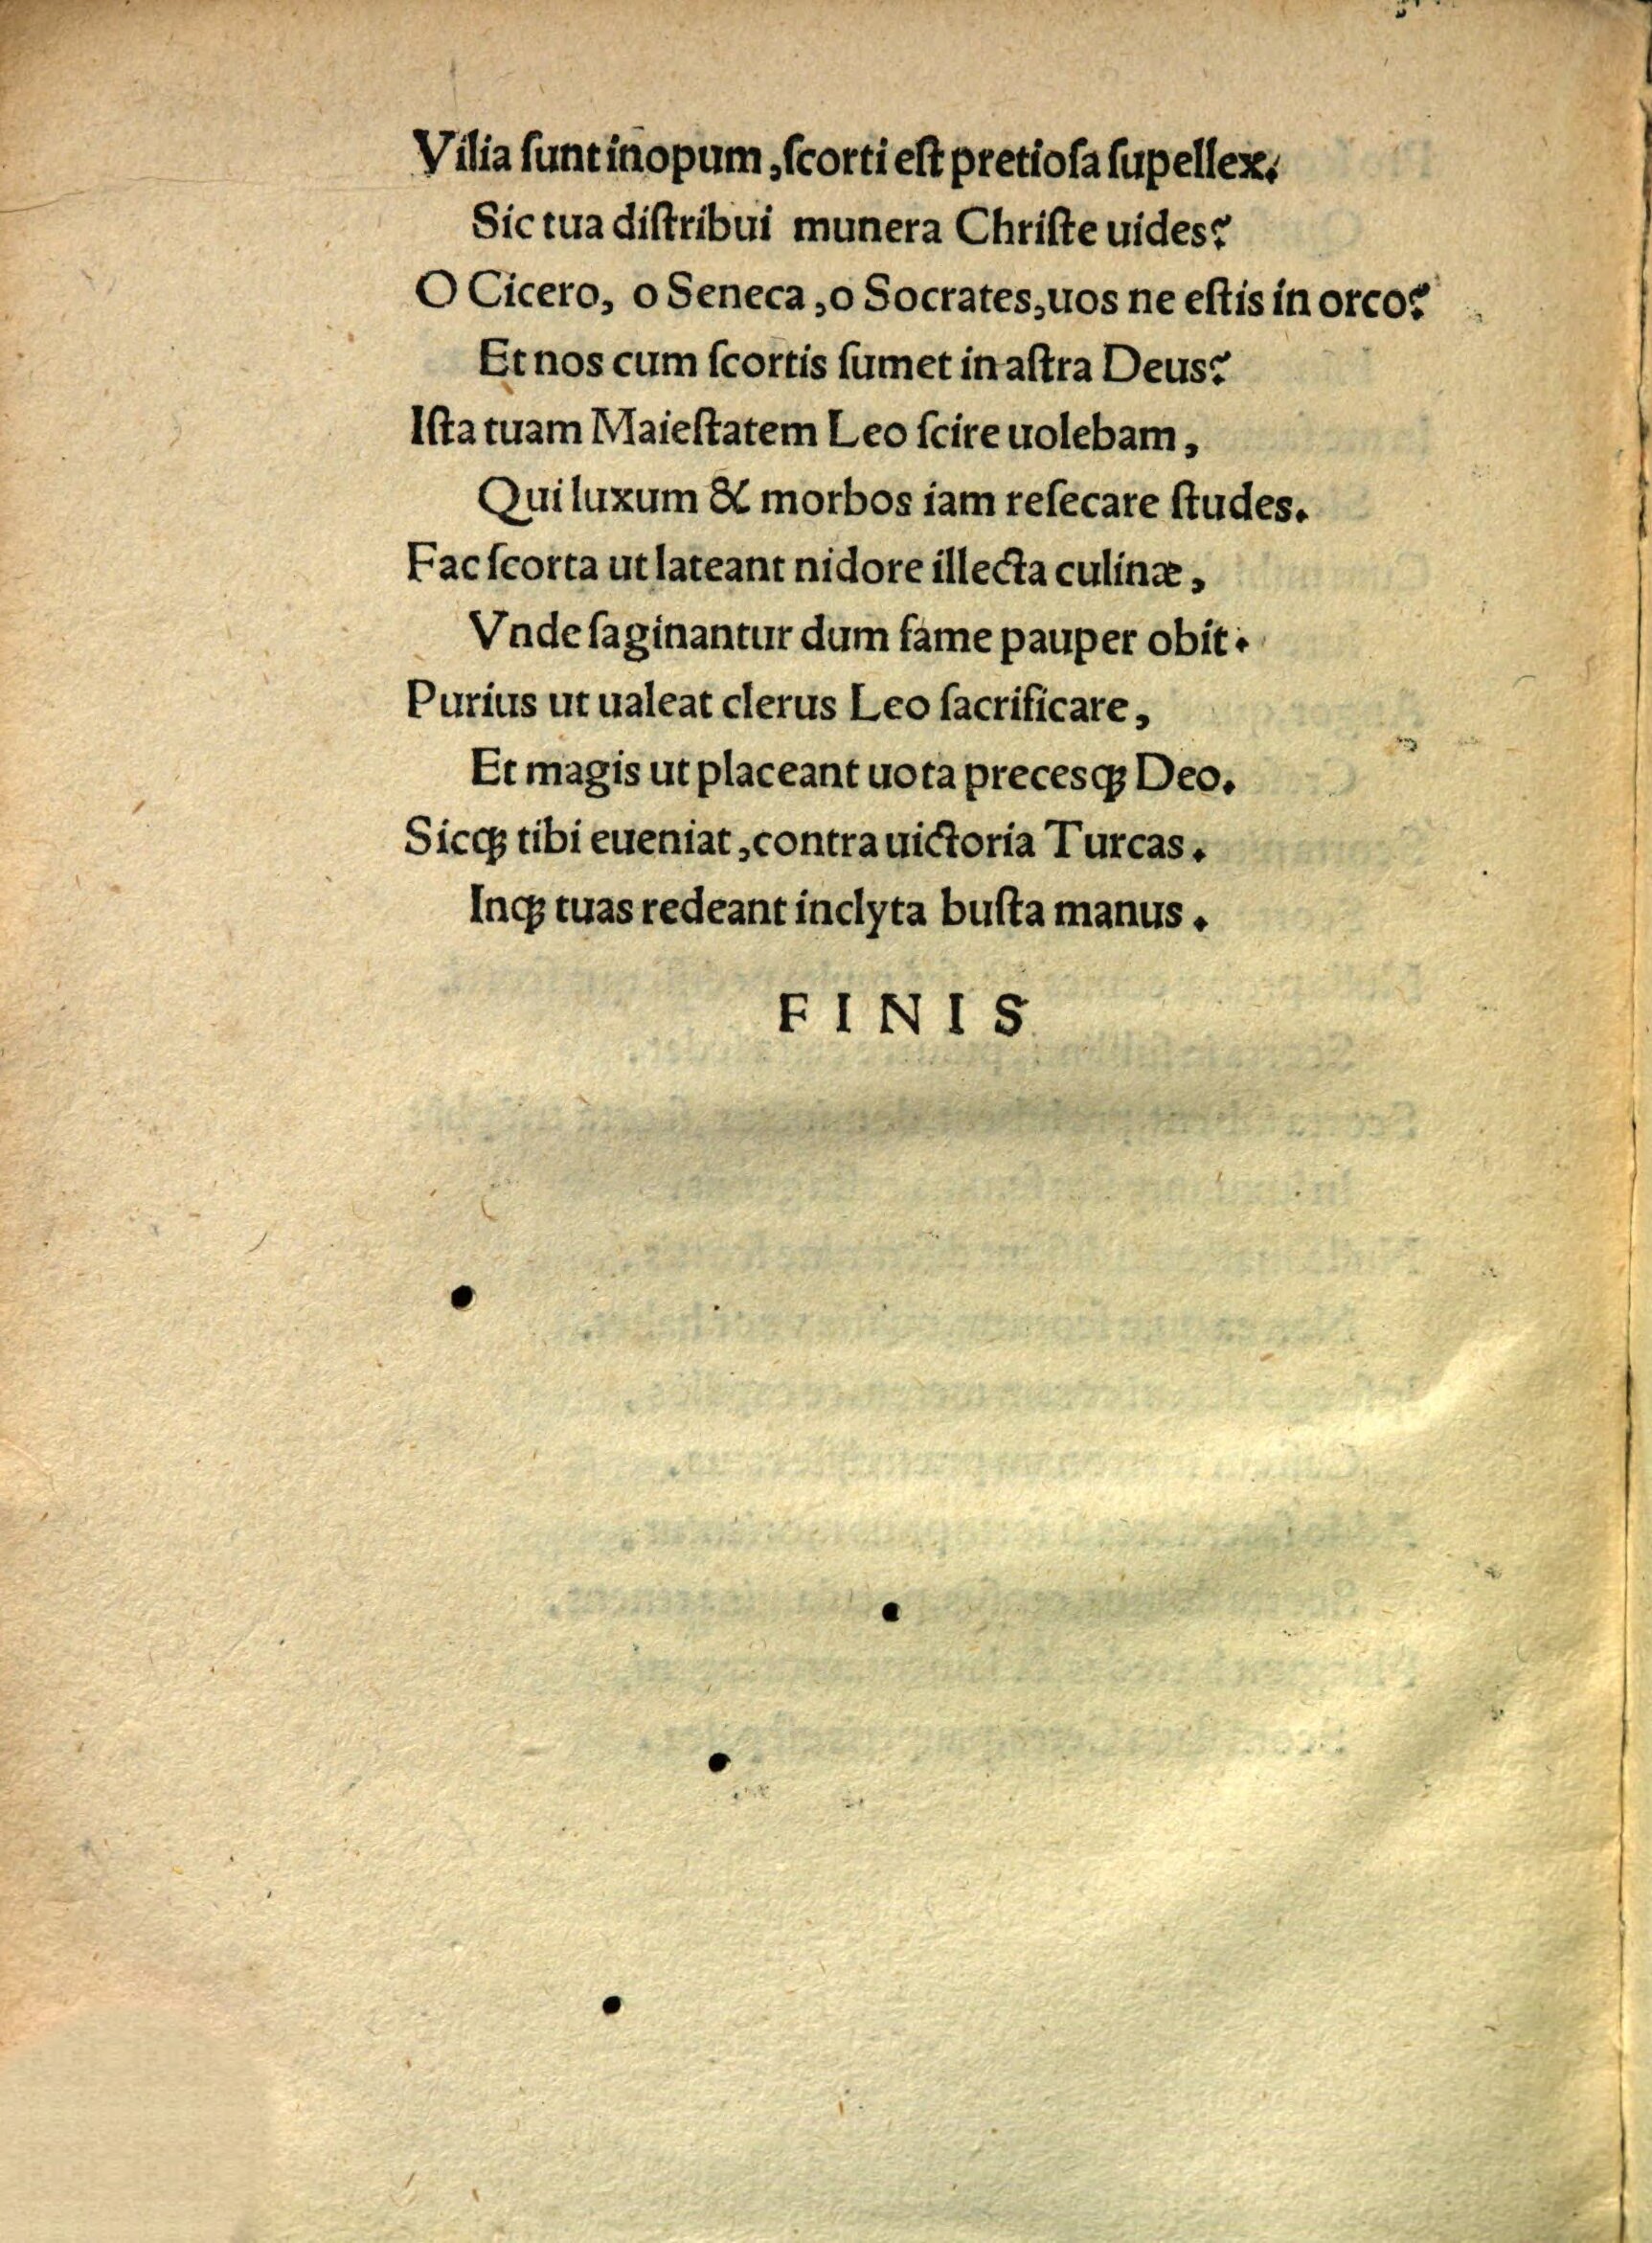 Vilia ſunt inopum, ſcorti eſt pretioſa ſupellex.
Sic tua diſtribui munera Chriſte uides?
O Cicero, o Seneca, o Socrates, uos ne eſtis in orco?
Et nos cum ſcortis ſumet in aſtra Deus?
Iſta tuam Maieſtatem Leo ſcire uolebam,
Qui luxum & morbos iam reſecare ſtudes.
Fac ſcorta ut lateant nidore illecta culinæ,
Vnde ſaginantur dum fame pauper obit.
Purius ut ualeat clerus Leo ſacrificare,
Et magis ut placeant uota precesqꝫ Deo.
Sicqꝫ tibi eueniat, contra uictoria Turcas.
Inqꝫ tuas redeant inclyta buſta manus.
FINIS